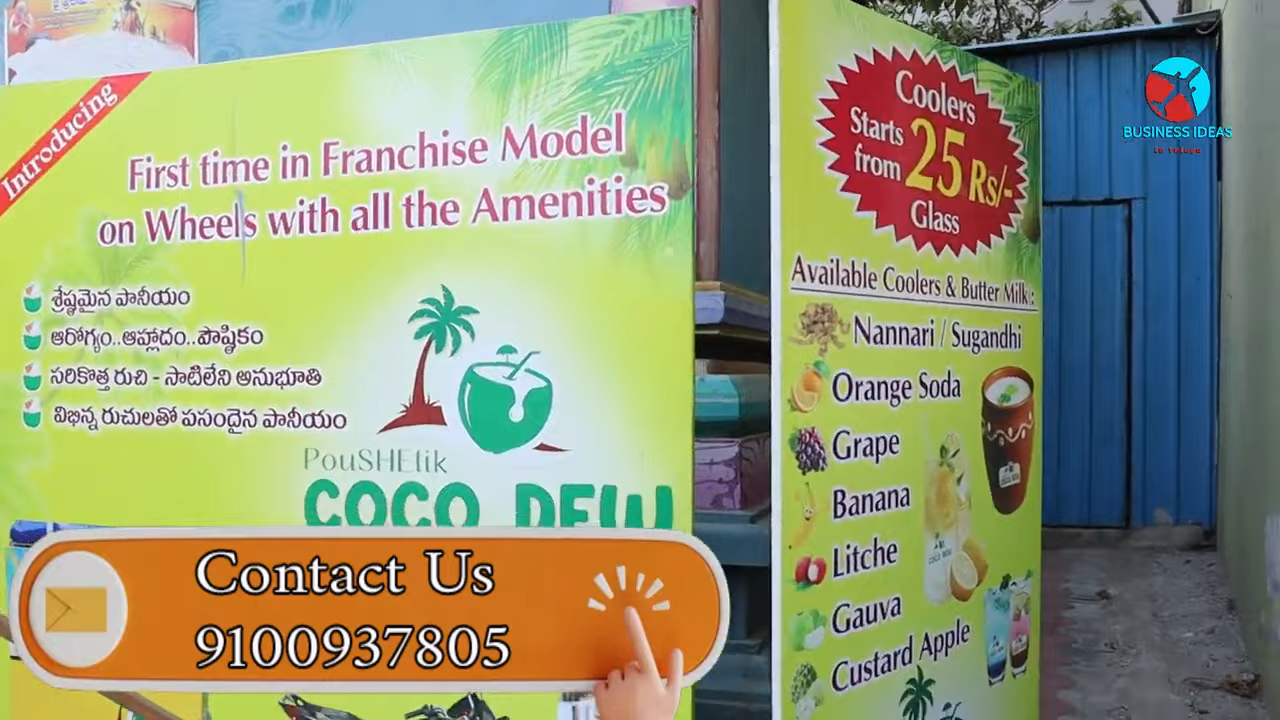 Introducing
First time in Franchise Model
on Wheels with all the Amenities
శ్రేష్ఠమైన పానీయం
ఆరోగ్యం..ఆహ్లాదం..పౌష్ఠికం
సరికొత్త రుచి - సాటిలేని అనుభూతి
విభిన్న రుచులతో పసందైన పానీయం
PouSHEtik
COCO DEW
Contact Us
9100937805
Coolers
Starts
from 25 Rs/-
Glass
Available Coolers & Butter Milk :
Nannari / Sugandhi
Orange Soda
Grape
Banana
Litche
Gauva
Custard Apple
BUSINESS IDEAS
in Telugu